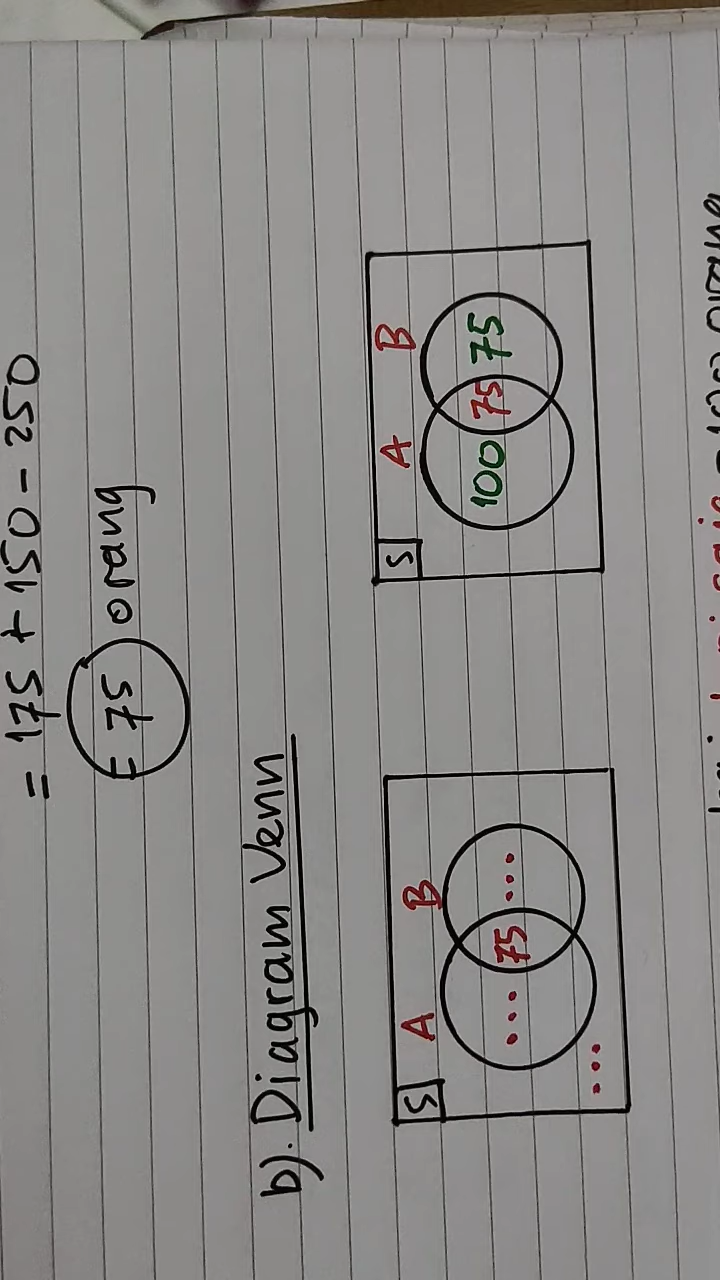 = 175 + 150 - 250
= 75 orang
b). Diagram Venn
S
A B
... 75 ...
...
S
A B
100 75 75